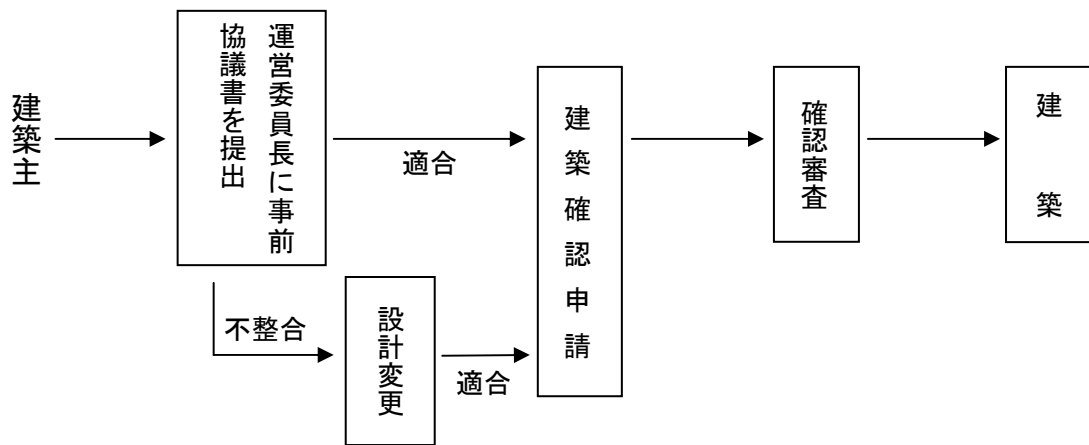 建築主
運営委員長に事前
協議書を提出
適合
不整合
設計変更
適合
建築確認申請
確認審査
建築